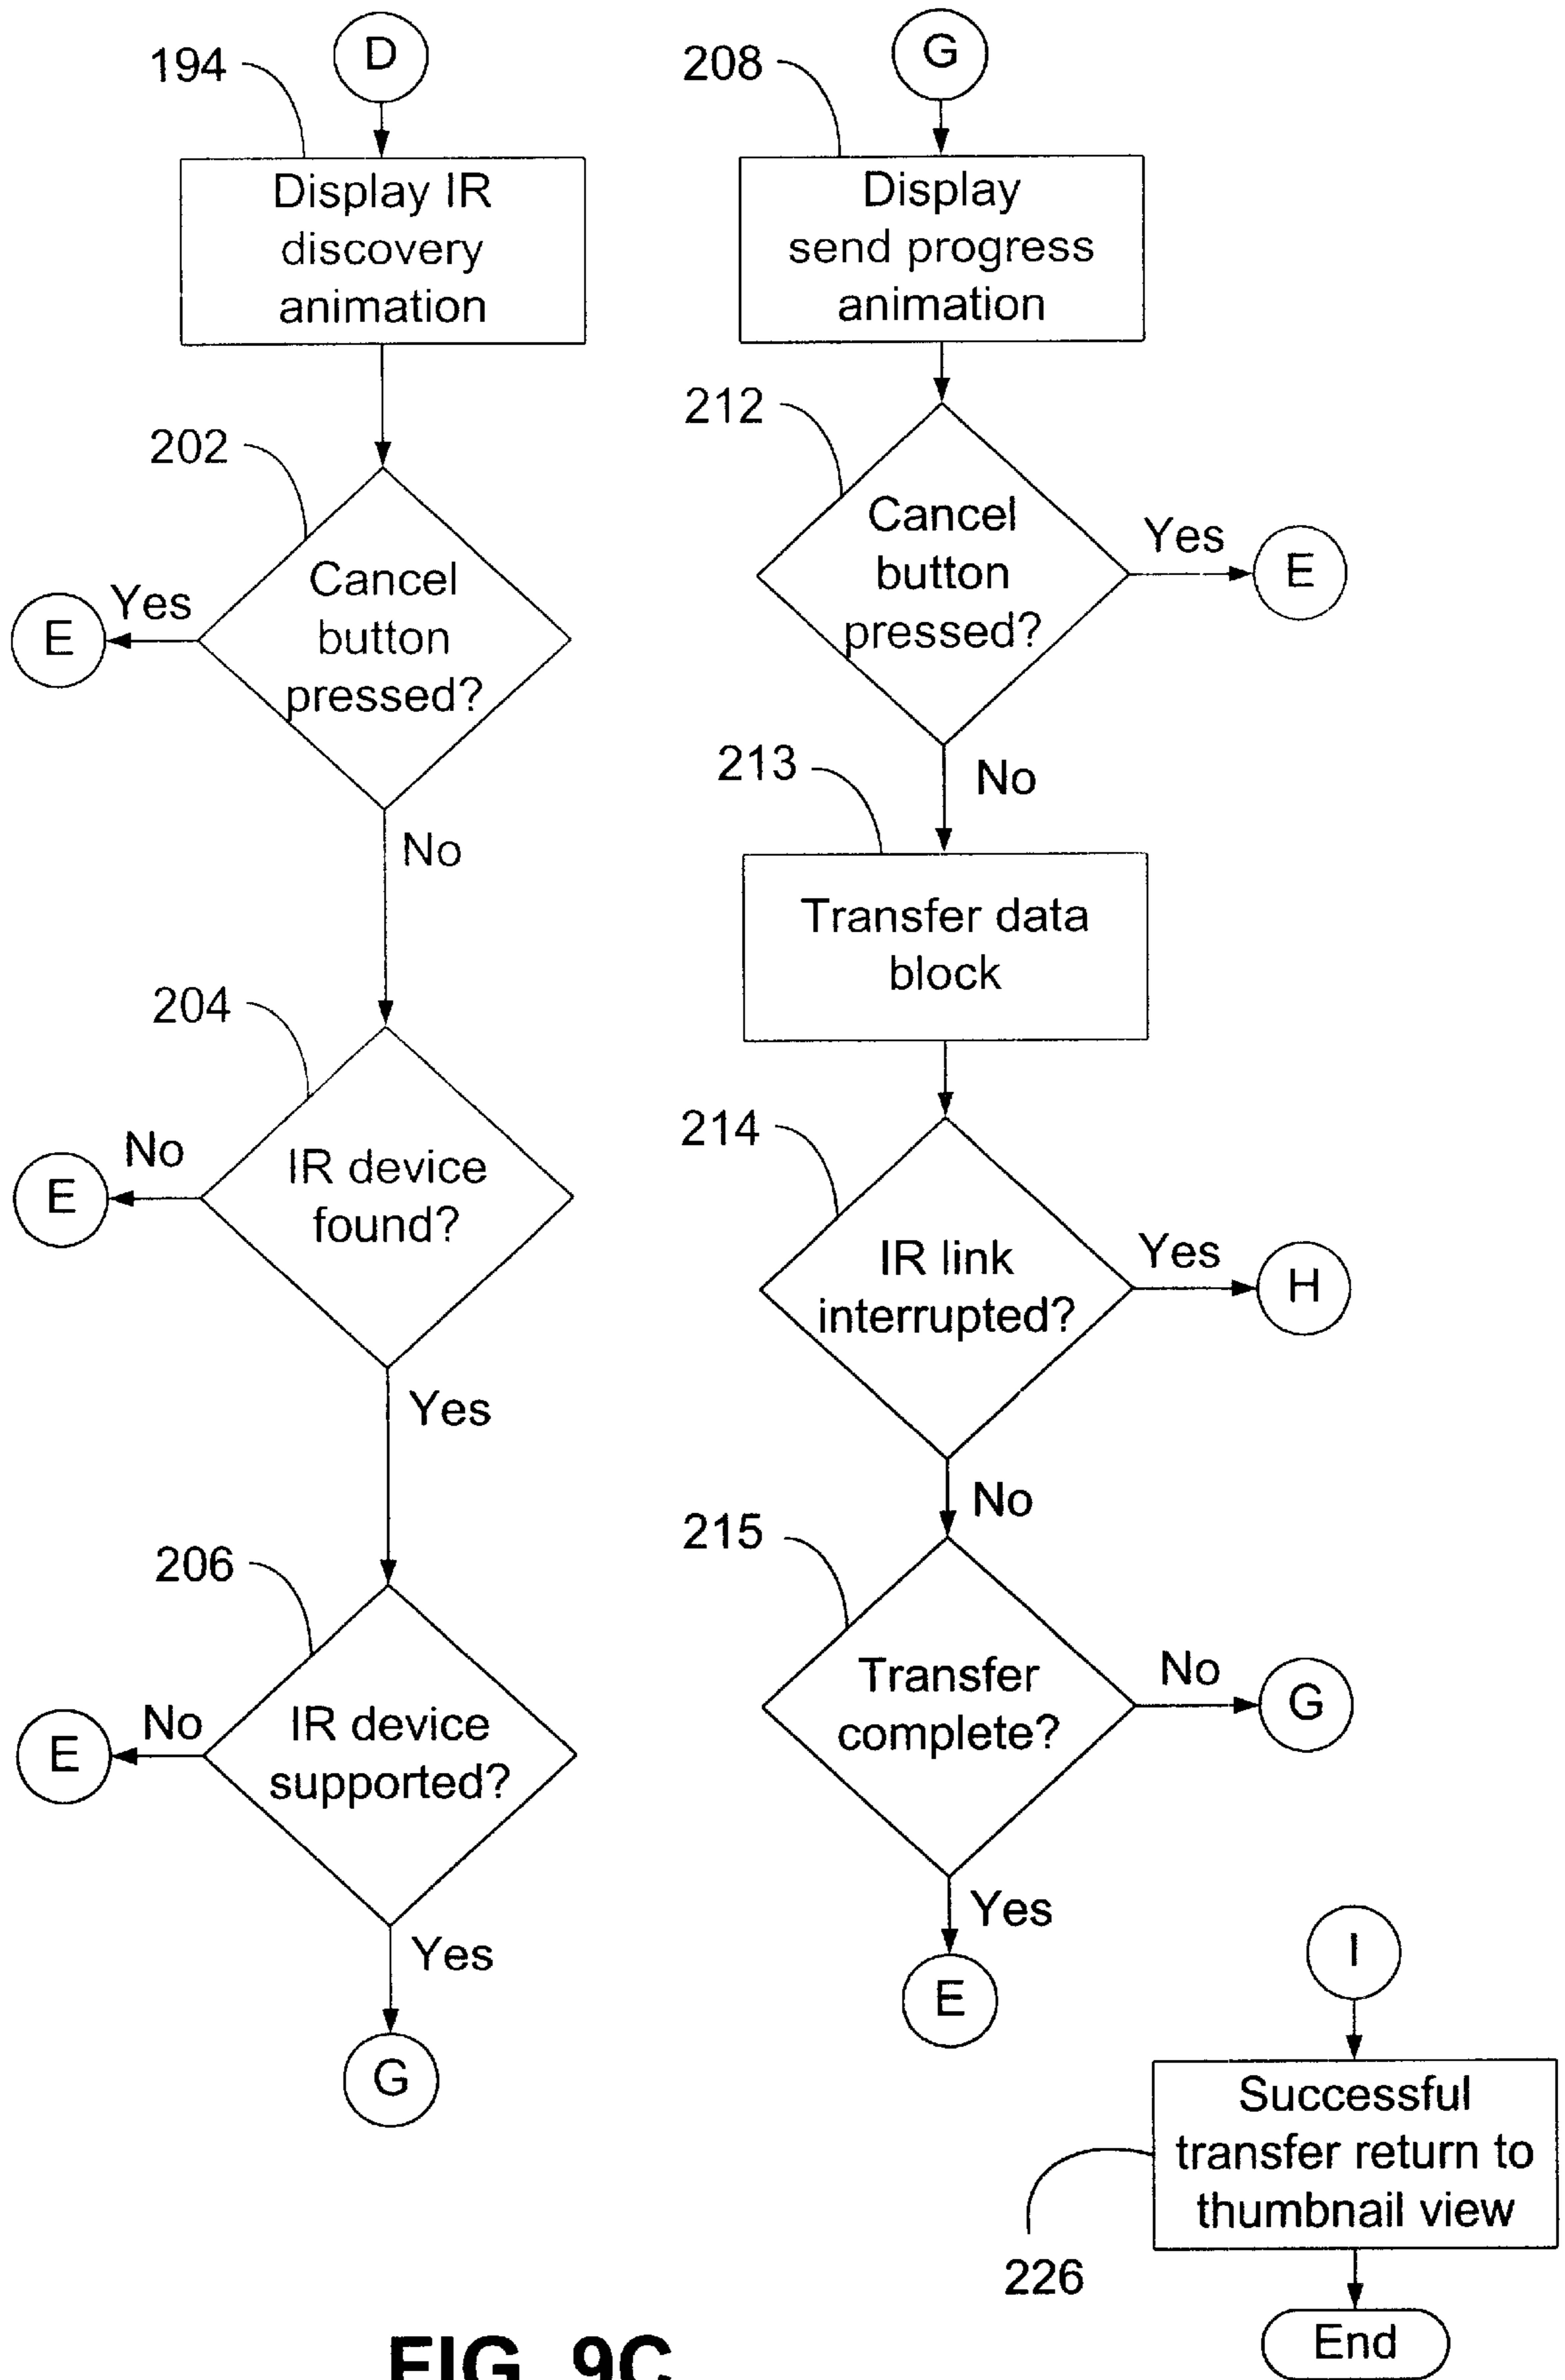 D
194
Display IR
discovery
animation
202
Cancel
button
pressed?
Yes
E
No
204
IR device
found?
No
E
Yes
206
IR device
supported?
No
E
Yes
G
G
208
Display
send progress
animation
212
Cancel
button
pressed?
Yes
E
No
213
Transfer data
block
214
IR link
interrupted?
Yes
H
No
215
Transfer
complete?
No
G
Yes
E
I
Successful
transfer return to
thumbnail view
226
End
FIG. 9C